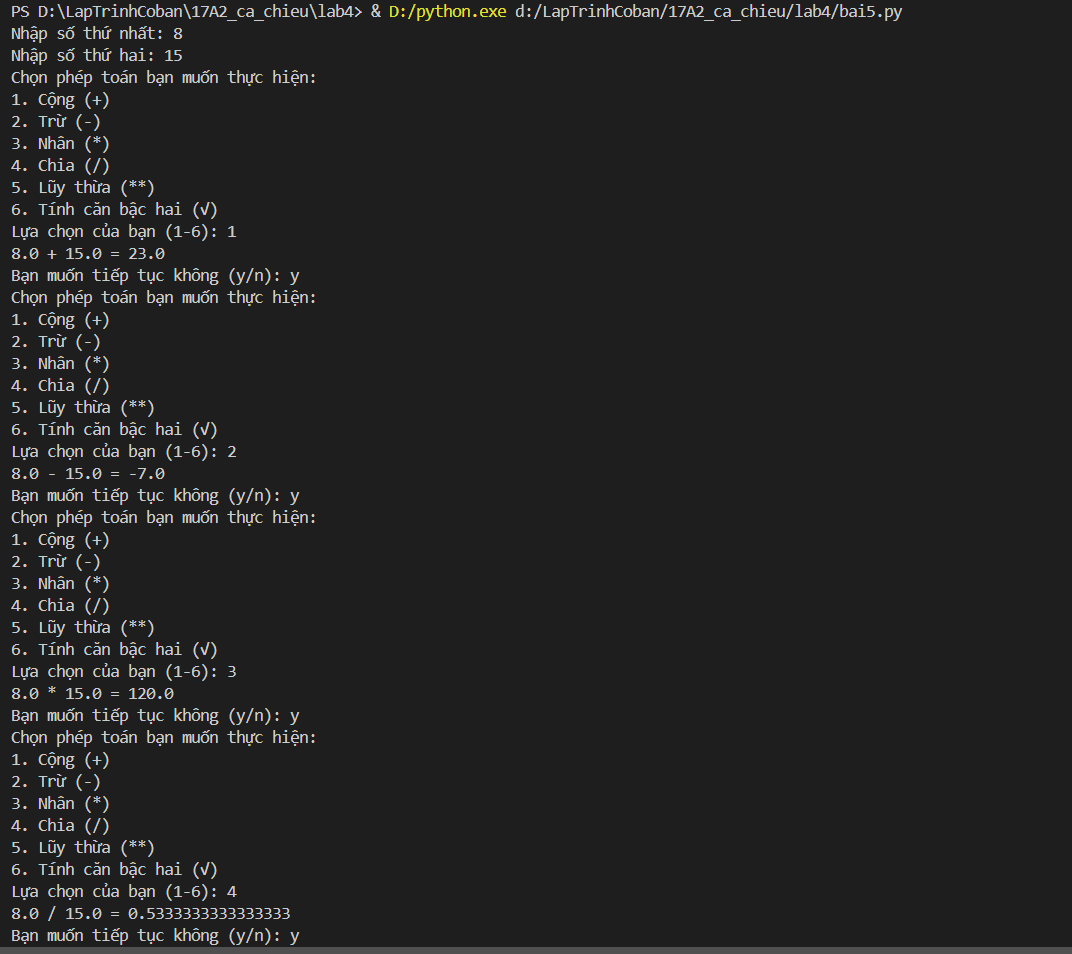 PS D:\LapTrinhCoban\17A2_ca_chieu\lab4> & D:/python.exe d:/LapTrinhCoban/17A2_ca_chieu/lab4/bai5.py
Nhập số thứ nhất: 8
Nhập số thứ hai: 15
Chọn phép toán bạn muốn thực hiện:
1. Cộng (+)
2. Trừ (-)
3. Nhân (*)
4. Chia (/)
5. Lũy thừa (**)
6. Tính căn bậc hai (√)
Lựa chọn của bạn (1-6): 1
8.0 + 15.0 = 23.0
Bạn muốn tiếp tục không (y/n): y
Chọn phép toán bạn muốn thực hiện:
1. Cộng (+)
2. Trừ (-)
3. Nhân (*)
4. Chia (/)
5. Lũy thừa (**)
6. Tính căn bậc hai (√)
Lựa chọn của bạn (1-6): 2
8.0 - 15.0 = -7.0
Bạn muốn tiếp tục không (y/n): y
Chọn phép toán bạn muốn thực hiện:
1. Cộng (+)
2. Trừ (-)
3. Nhân (*)
4. Chia (/)
5. Lũy thừa (**)
6. Tính căn bậc hai (√)
Lựa chọn của bạn (1-6): 3
8.0 * 15.0 = 120.0
Bạn muốn tiếp tục không (y/n): y
Chọn phép toán bạn muốn thực hiện:
1. Cộng (+)
2. Trừ (-)
3. Nhân (*)
4. Chia (/)
5. Lũy thừa (**)
6. Tính căn bậc hai (√)
Lựa chọn của bạn (1-6): 4
8.0 / 15.0 = 0.5333333333333333
Bạn muốn tiếp tục không (y/n): y